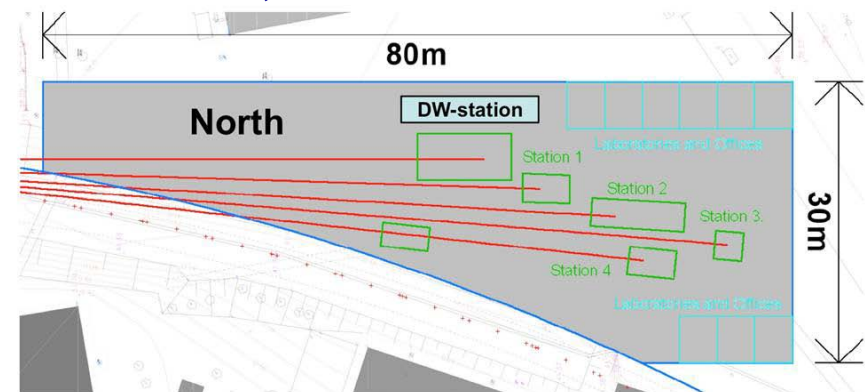 80m
North
DW-station
Laboratories and Offices
Station 1
Station 2
Station 3.
30m
Station 4
Laboratories and Offices